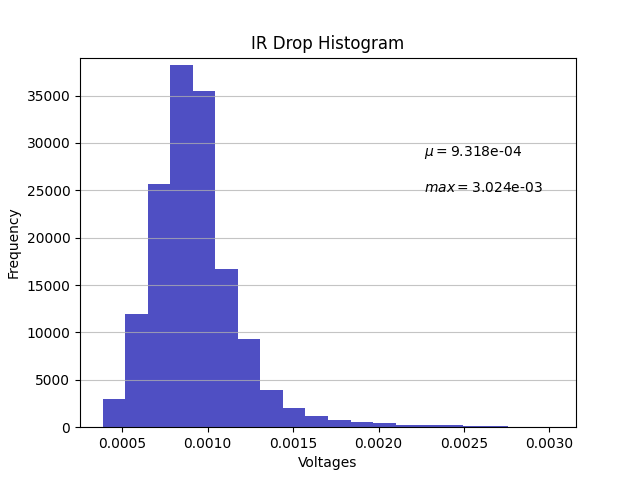 IR Drop Histogram
35000
30000
25000
20000
15000
10000
5000
0
Frequency
μ = 9.318e-04
max = 3.024e-03
0.0005 0.0010 0.0015 0.0020 0.0025 0.0030
Voltages